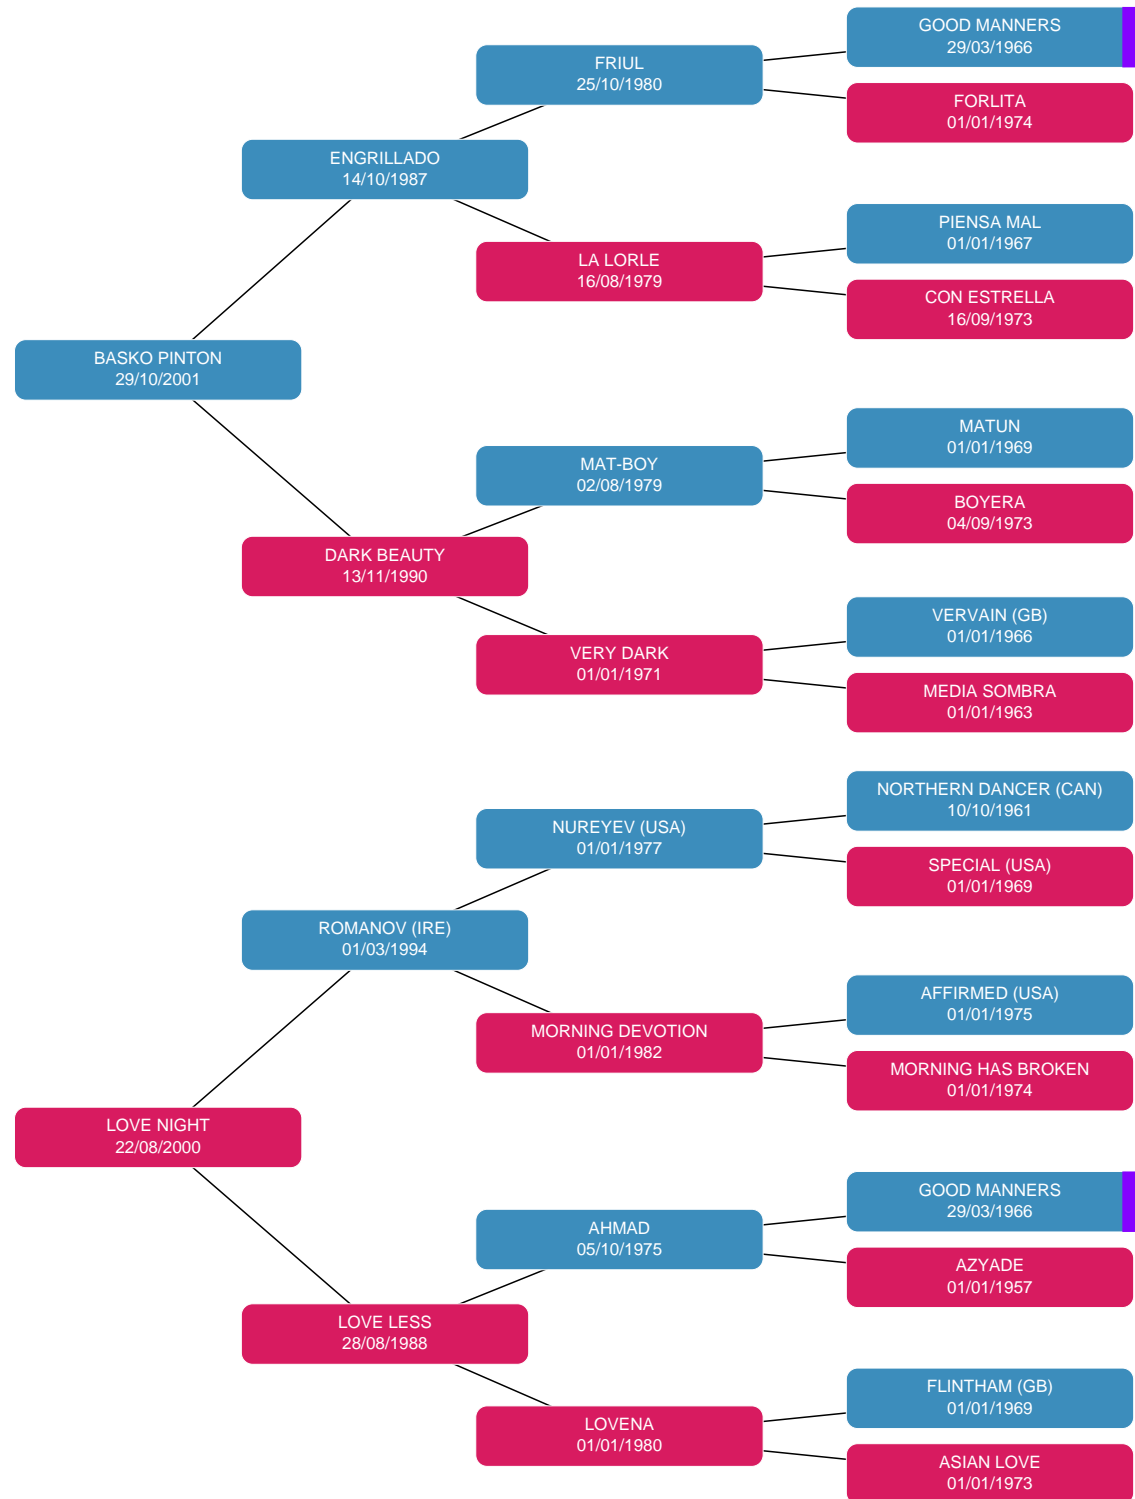 GOOD MANNERS
29/03/1966
FRIUL
25/10/1980
FORLITA
01/01/1974
ENGRILLADO
14/10/1987
PIENSA MAL
01/01/1967
LA LORLE
16/08/1979
CON ESTRELLA
16/09/1973
BASKO PINTON
29/10/2001
MATUN
01/01/1969
MAT-BOY
02/08/1979
BOYERA
04/09/1973
DARK BEAUTY
13/11/1990
VERVAIN (GB)
01/01/1966
VERY DARK
01/01/1971
MEDIA SOMBRA
01/01/1963
NORTHERN DANCER (CAN)
10/10/1961
NUREYEV (USA)
01/01/1977
SPECIAL (USA)
01/01/1969
ROMANOV (IRE)
01/03/1994
AFFIRMED (USA)
01/01/1975
MORNING DEVOTION
01/01/1982
MORNING HAS BROKEN
01/01/1974
LOVE NIGHT
22/08/2000
GOOD MANNERS
29/03/1966
AHMAD
05/10/1975
AZYADE
01/01/1957
LOVE LESS
28/08/1988
FLINTHAM (GB)
01/01/1969
LOVENA
01/01/1980
ASIAN LOVE
01/01/1973